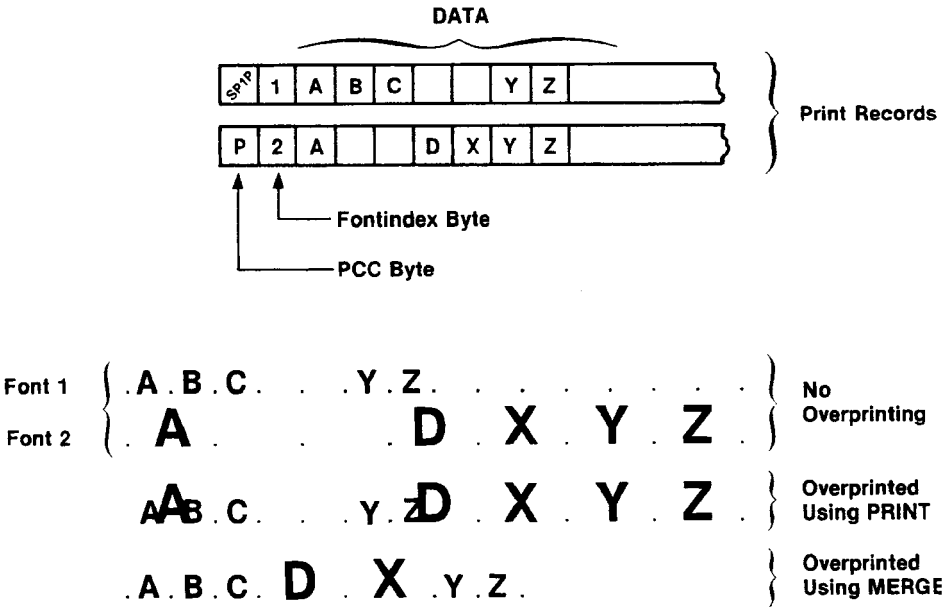 DATA
SP1P 1 A B C Y Z
Print Records
P 2 A D X Y Z
Fontindex Byte
PCC Byte
Font 1 . A . B . C . . . Y . Z . . . . . . . . No
Overprinting
Font 2 . A . . . D . X . Y . Z .
AAB . C . . . Y . ZD . X . Y . Z . Overprinted
Using PRINT
. A . B . C . D . X . Y . Z . Overprinted
Using MERGE